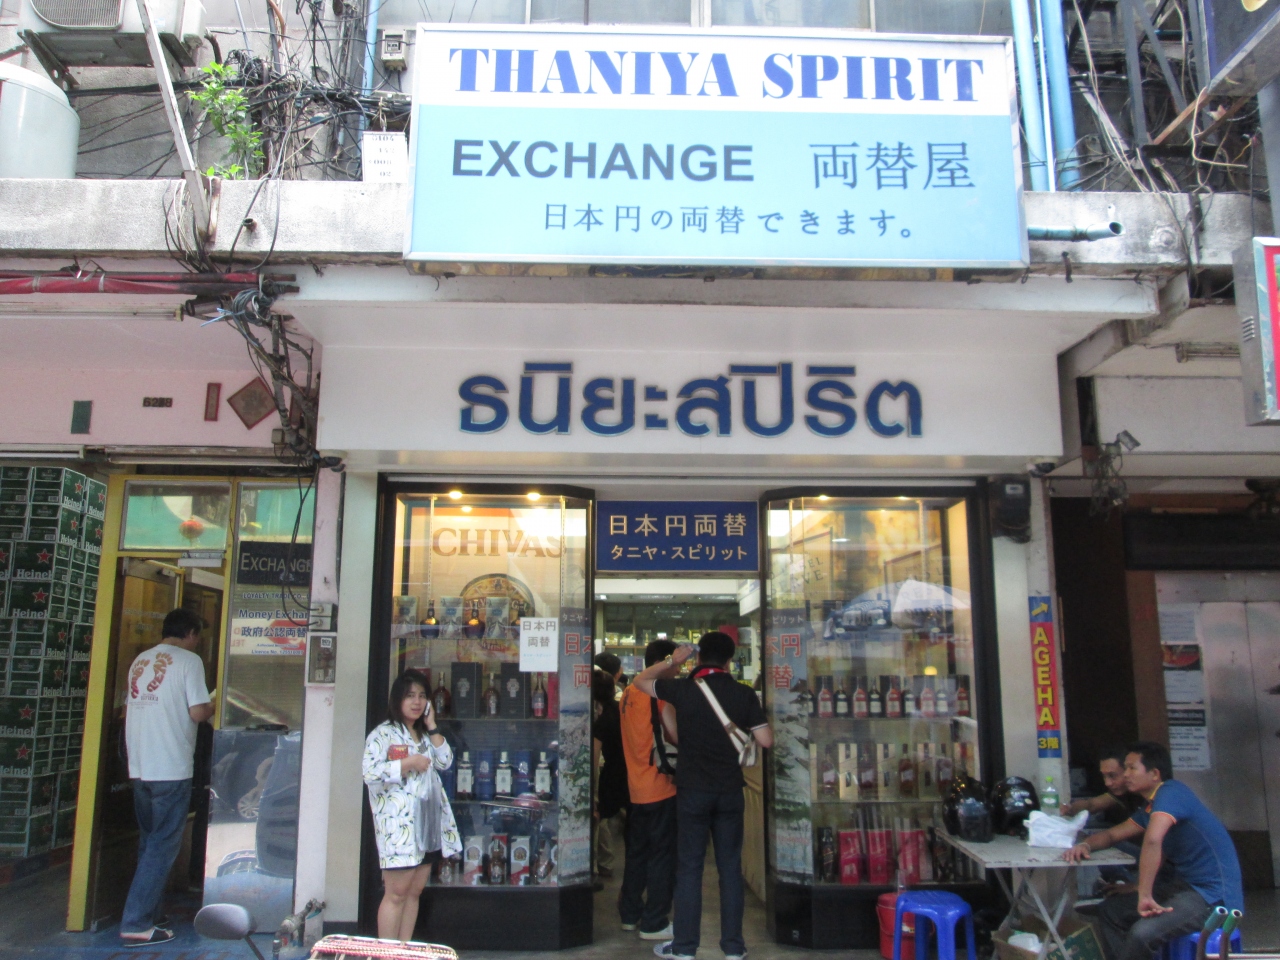 THANIYA SPIRIT
EXCHANGE 両替屋
日本円の両替できます。
ธนิยะสปิริต
日本円両替
タニヤ・スピリット
CHIVAS
日本円
両替
EXCHANGE
Money Exchan
政府公認両替
Heineken
AGEHA
3階